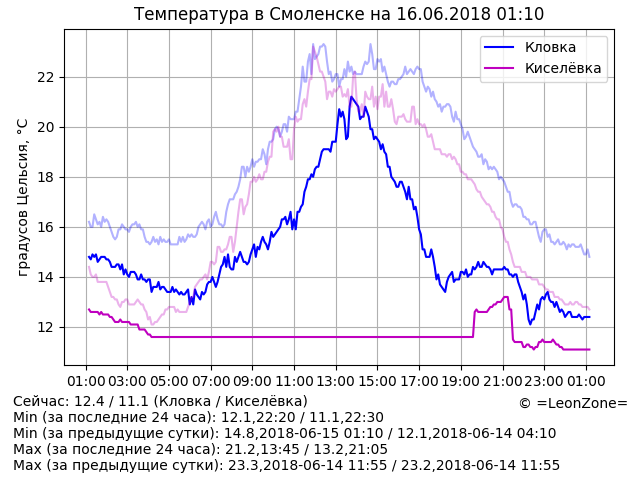 Температура в Смоленске на 16.06.2018 01:10
Кловка
Киселёвка
градусов Цельсия, °C
22
20
18
16
14
12
01:00 03:00 05:00 07:00 09:00 11:00 13:00 15:00 17:00 19:00 21:00 23:00 01:00
Сейчас: 12.4 / 11.1 (Кловка / Киселёвка)
© =LeonZone=
Min (за последние 24 часа): 12.1,22:20 / 11.1,22:30
Min (за предыдущие сутки): 14.8,2018-06-15 01:10 / 12.1,2018-06-14 04:10
Max (за последние 24 часа): 21.2,13:45 / 13.2,21:05
Max (за предыдущие сутки): 23.3,2018-06-14 11:55 / 23.2,2018-06-14 11:55